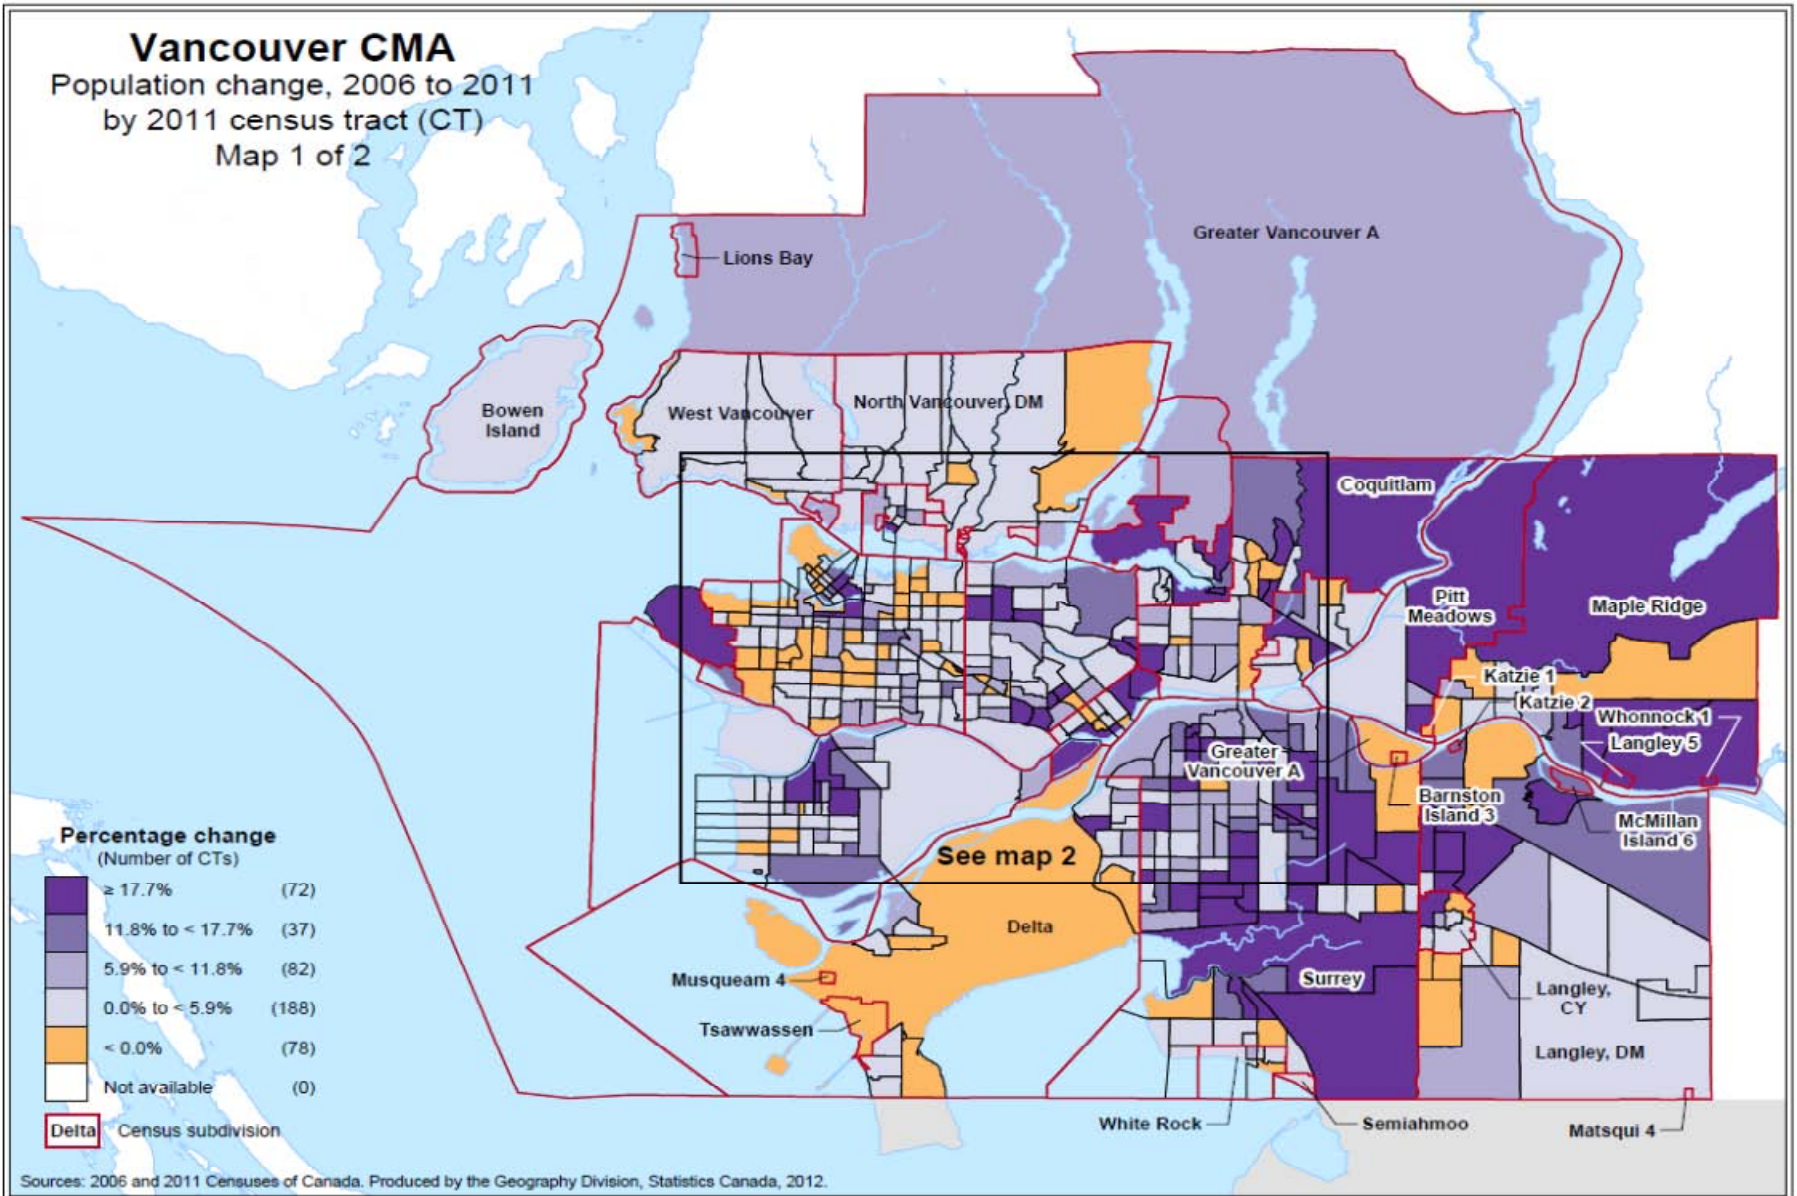 Vancouver CMA
Population change, 2006 to 2011
by 2011 census tract (CT)
Map 1 of 2
Greater Vancouver A
Lions Bay
Bowen
Island
West Vancouver
North Vancouver, DM
Coquitlam
Pitt
Meadows
Maple Ridge
Katzie 1
Katzie 2
Whonnock 1
Langley 5
Greater
Vancouver A
Barnston
Island 3
McMillan
Island 6
See map 2
Delta
Musqueam 4
Surrey
Langley,
CY
Tsawwassen
Langley, DM
White Rock
Semiahmoo
Matsqui 4
Percentage change
(Number of CTs)
≥ 17.7% (72)
11.8% to < 17.7% (37)
5.9% to < 11.8% (82)
0.0% to < 5.9% (188)
< 0.0% (78)
Not available (0)
Delta Census subdivision
Sources: 2006 and 2011 Censuses of Canada. Produced by the Geography Division, Statistics Canada, 2012.